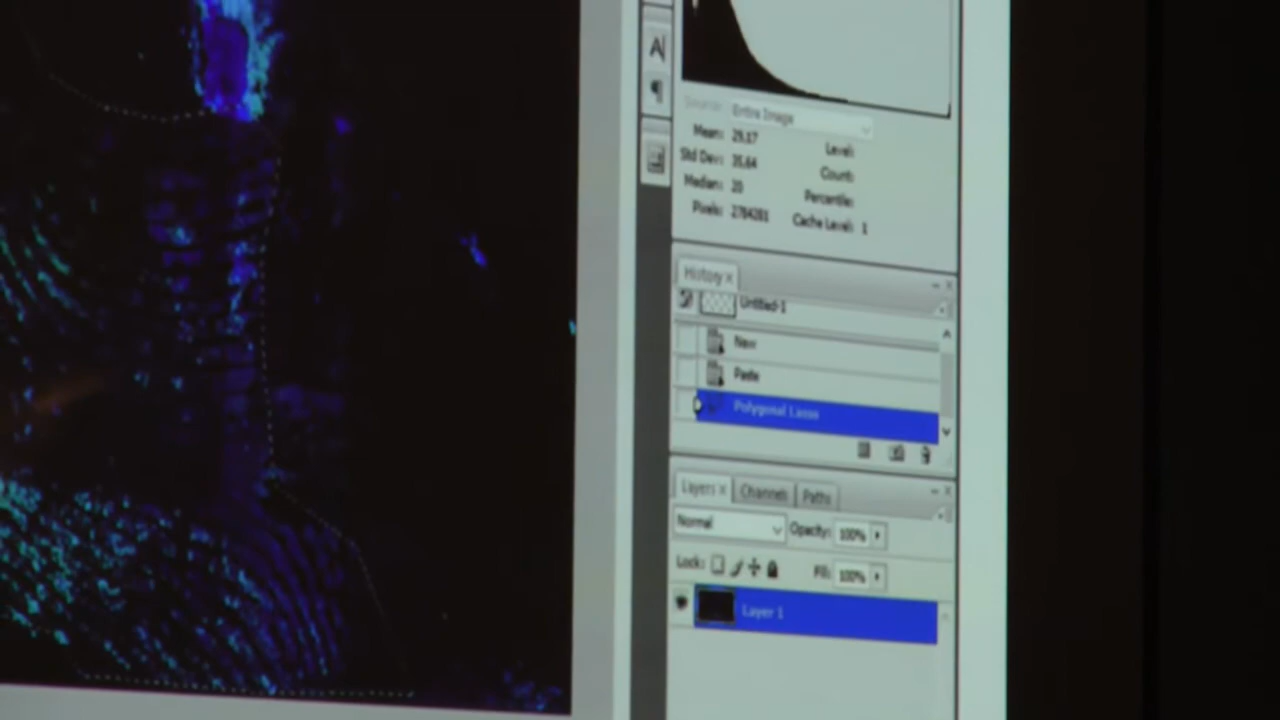 A
¶
Source: Entire Image
Mean: 29.17
Level:
Std Dev: 35.64
Count:
Median: 20
Percentile:
Pixels: 2784281
Cache Level: 1
History ×
Untitled-1
New
Paste
Polygonal Lasso
Layers × Channels Paths
Normal Opacity: 100%
Lock: Fill: 100%
Layer 1